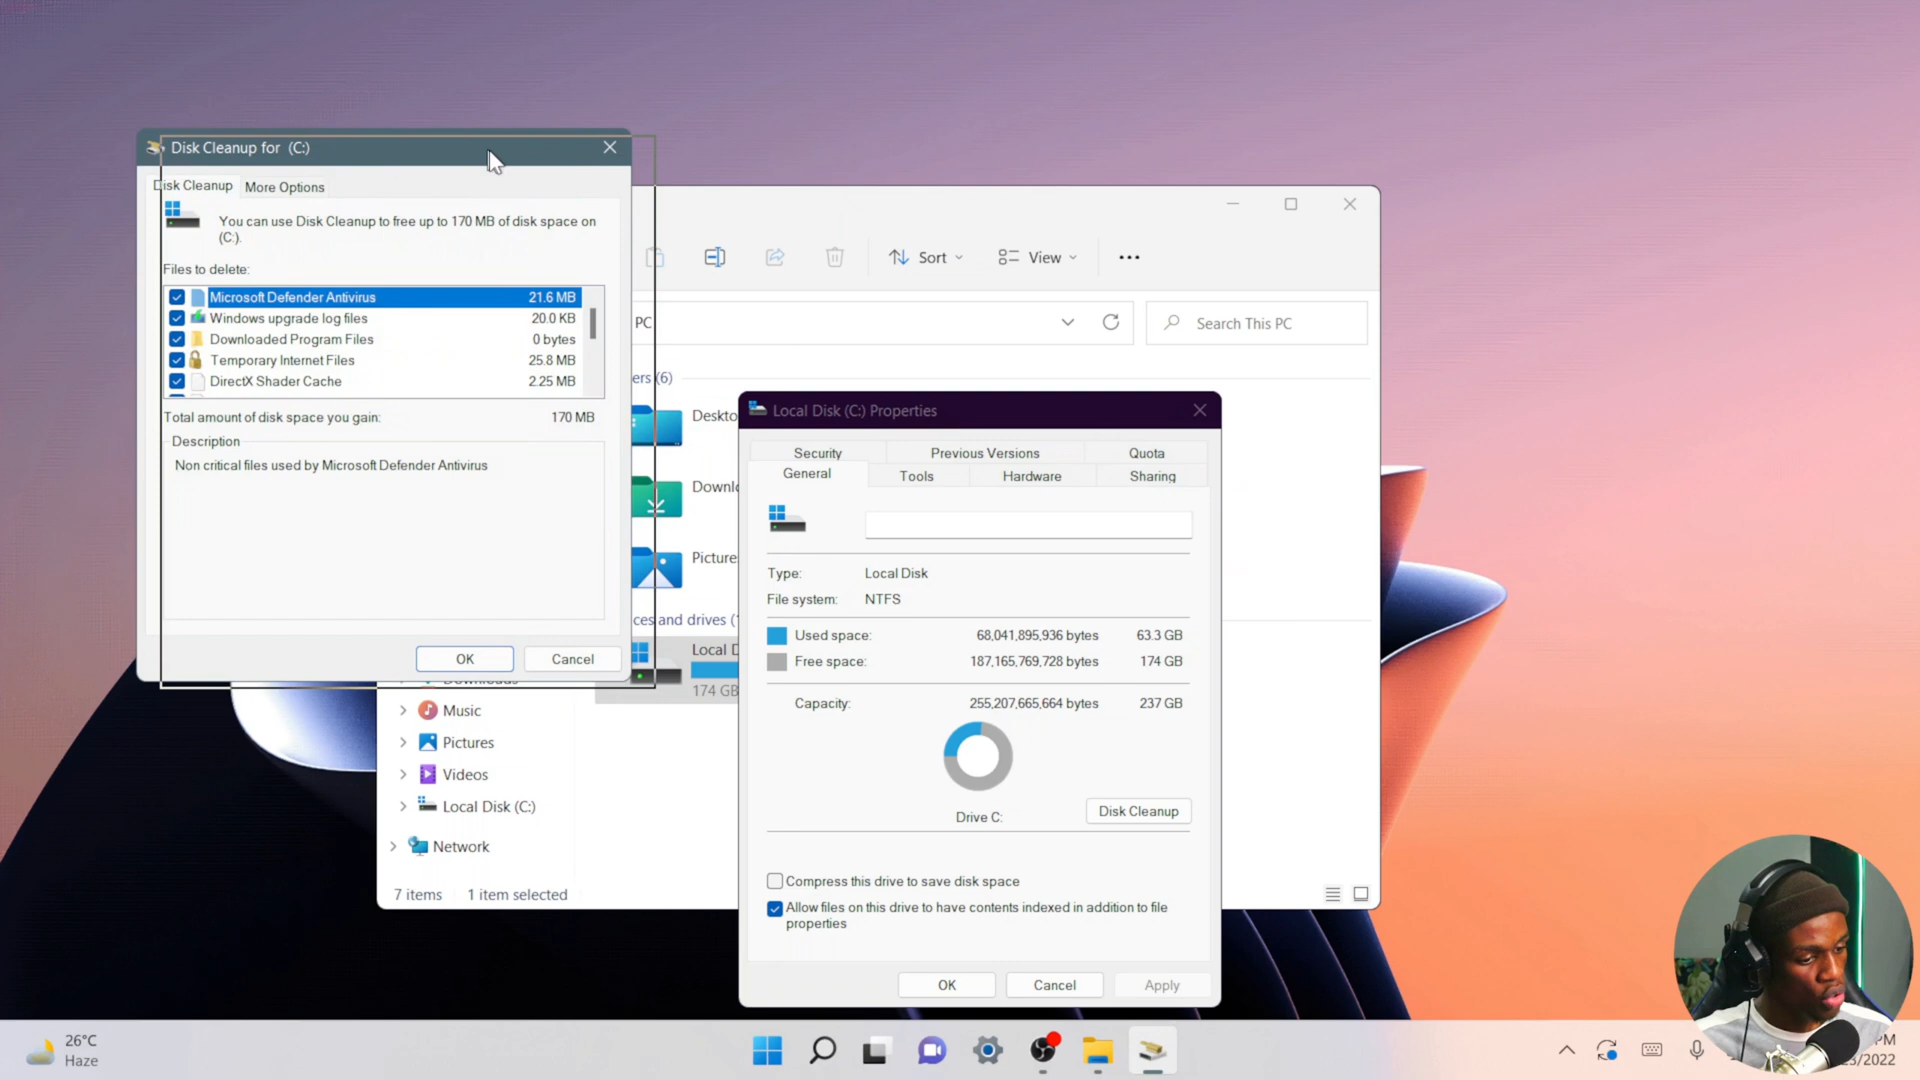 Disk Cleanup for (C:)
Disk Cleanup
More Options
You can use Disk Cleanup to free up to 170 MB of disk space on
(C:).
Files to delete:
Microsoft Defender Antivirus 21.6 MB
Windows upgrade log files 20.0 KB
Downloaded Program Files 0 bytes
Temporary Internet Files 25.8 MB
DirectX Shader Cache 2.25 MB
Total amount of disk space you gain: 170 MB
Description
Non critical files used by Microsoft Defender Antivirus
OK Cancel
Sort View
PC
Search This PC
ers (6)
Deskto
Downl
Picture
ces and drives (
Local D
174 GB
Downloads
Music
Pictures
Videos
Local Disk (C:)
Network
7 items 1 item selected
Local Disk (C:) Properties
Security Previous Versions Quota
General Tools Hardware Sharing
Type: Local Disk
File system: NTFS
Used space: 68,041,895,936 bytes 63.3 GB
Free space: 187,165,769,728 bytes 174 GB
Capacity: 255,207,665,664 bytes 237 GB
Drive C:
Disk Cleanup
Compress this drive to save disk space
Allow files on this drive to have contents indexed in addition to file
properties
OK Cancel Apply
26°C
Haze
PM
/2022